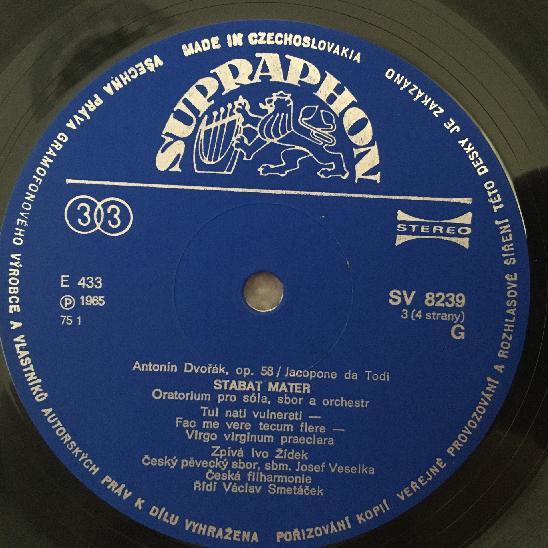 MADE IN CZECHOSLOVAKIA
VŠECHNA PRÁVA GRAMOFONOVÉHO VÝROBCE A VLASTNÍKŮ AUTORSKÝCH PRÁV K DÍLU VYHRAŽENA POŘIZOVÁNÍ KOPIÍ VEŘEJNÉ PROVOZOVÁNÍ A ROZHLASOVÉ ŠÍŘENÍ TÉTO DESKY JE ZAKÁZÁNO
SUPRAPHON
33
STEREO
E 433
Ⓟ 1965
75 1
SV 8239
3 (4 strany)
G
Antonín Dvořák, op. 58/Jacopone da Todi
STABAT MATER
Oratorium pro sóla, sbor a orchestr
Tui nati vulnerati —
Fac me vere tecum flere —
Virgo virginum praeclara
Zpívá Ivo Žídek
Český pěvecký sbor, sbm. Josef Veselka
Česká filharmonie
Řídí Václav Smetáček